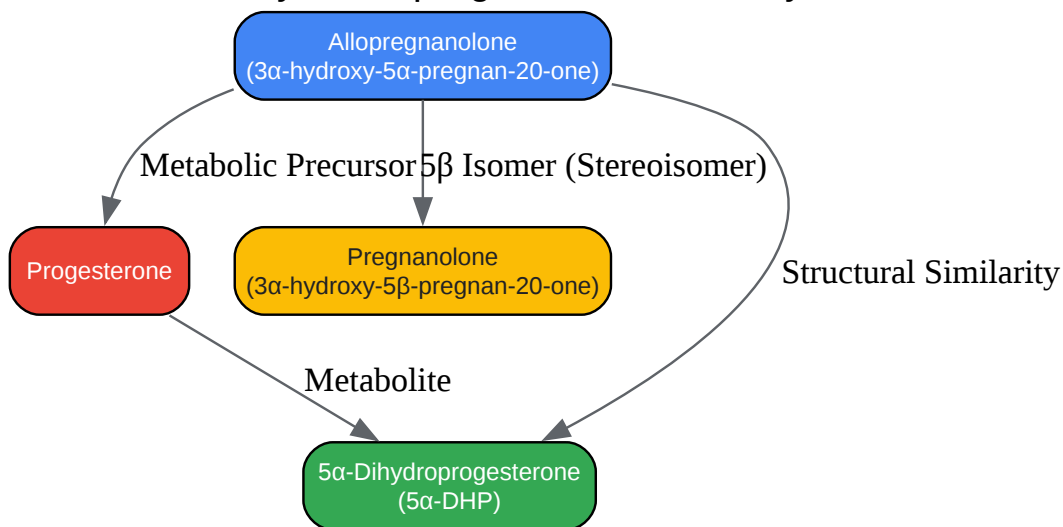 Allopregnanolone
(3α-hydroxy-5α-pregnan-20-one)
Metabolic Precursor
5β Isomer (Stereoisomer)
Progesterone
Pregnanolone
(3α-hydroxy-5β-pregnan-20-one)
Structural Similarity
Metabolite
5α-Dihydroprogesterone
(5α-DHP)